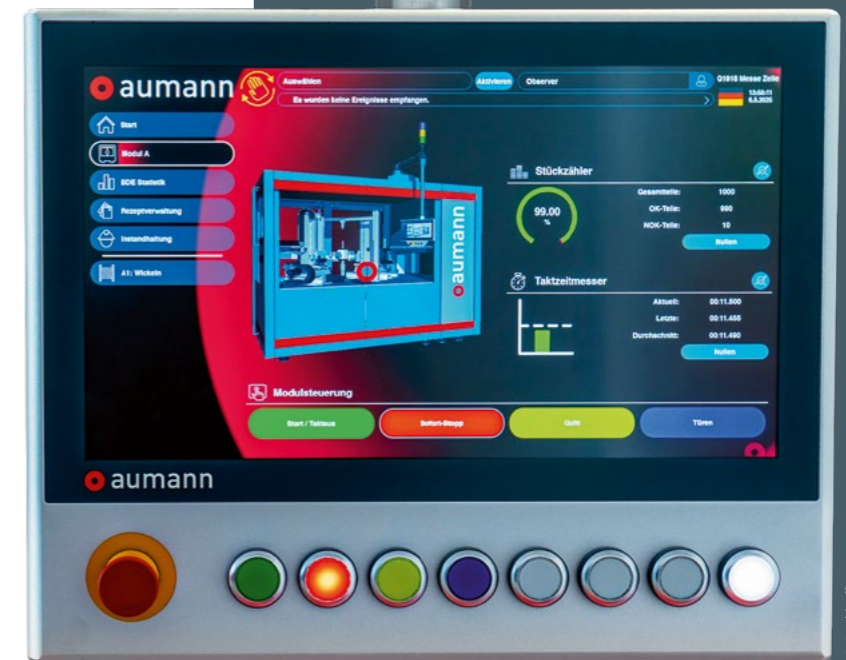 aumann
Auswählen
Aktivieren
Observer
Q1818 Messe Zelle
Es wurden keine Ereignisse empfangen.
6.5.2025
Start
Modul A
BDE Statistik
Rezeptverwaltung
Instandhaltung
A1: Wickeln
aumann
Stückzähler
99.00
%
Gesamtteile: 1000
OK-Teile: 990
NOK-Teile: 10
Nullen
Taktzeitmesser
Aktuell: 00:11.500
Letzte: 00:11.455
Durchschnitt: 00:11.490
Nullen
Modulsteuerung
Start / Taktaus
Sofort-Stopp
Quitt
Türen
aumann